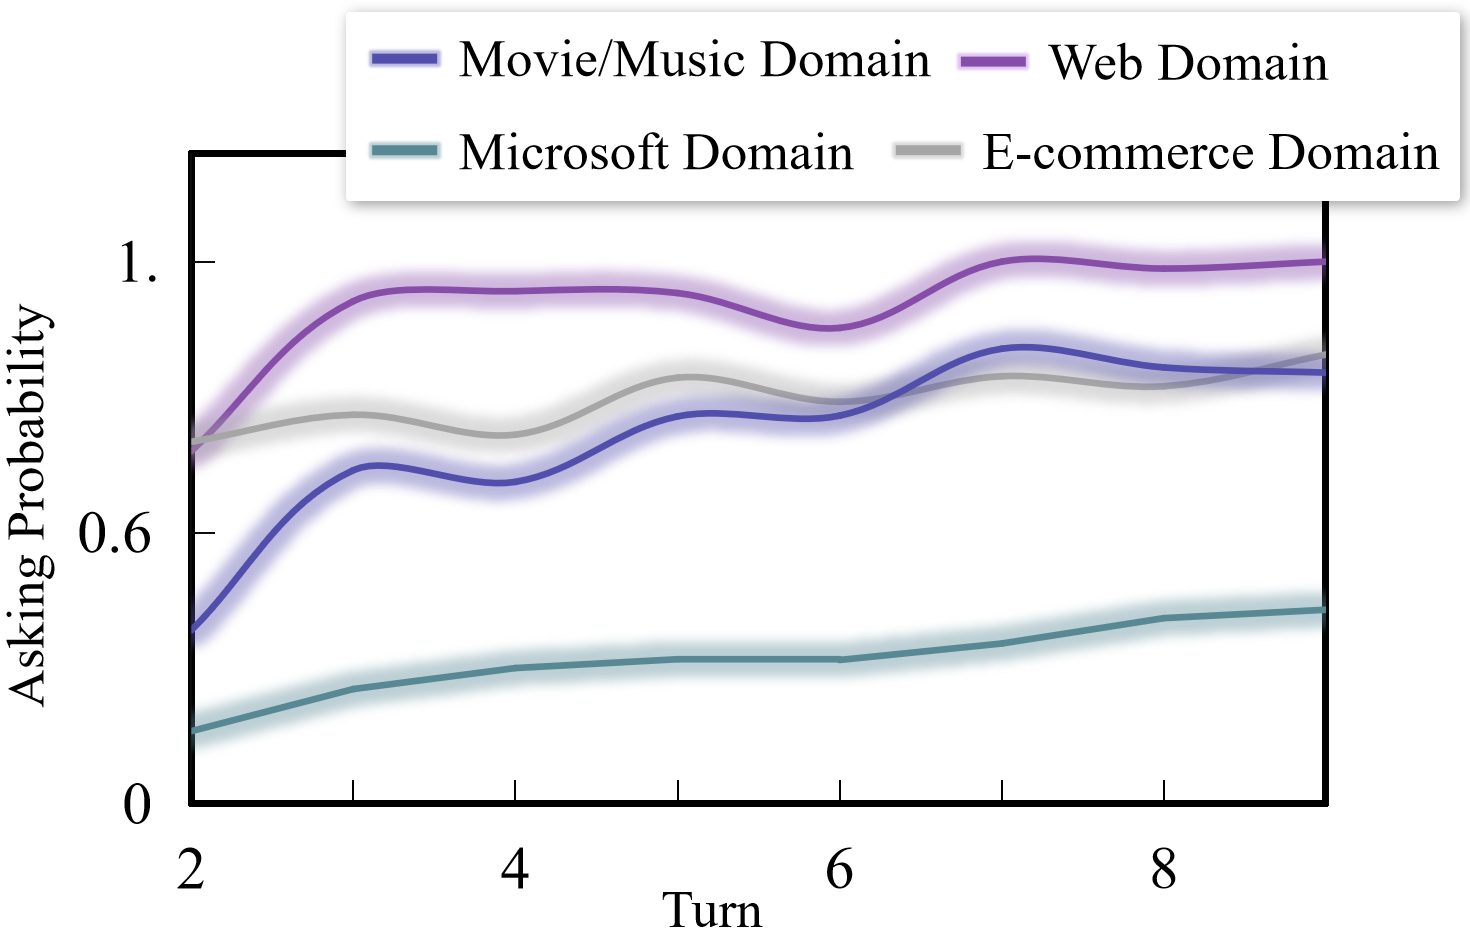 Movie/Music Domain Web Domain
Microsoft Domain E-commerce Domain
1.
0.6
0
Asking Probability
2 4 6 8
Turn